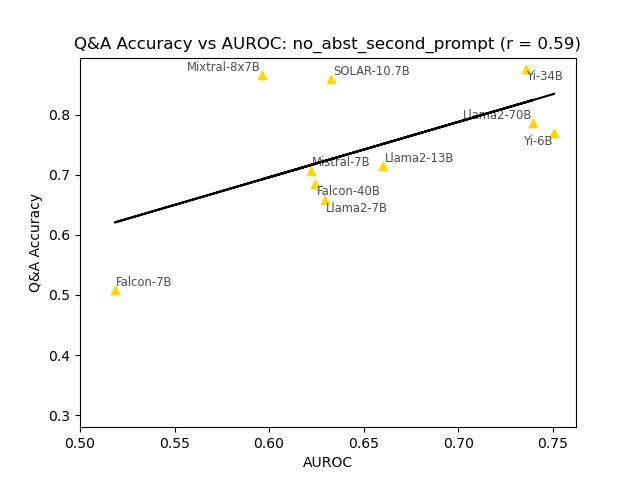 Q&A Accuracy vs AUROC: no_abst_second_prompt (r = 0.59)
Mixtral-8x7B
SOLAR-10.7B
Yi-34B
Llama2-70B
Yi-6B
Mistral-7B
Llama2-13B
Falcon-40B
Llama2-7B
Falcon-7B
Q&A Accuracy
0.8
0.7
0.6
0.5
0.4
0.3
0.50
0.55
0.60
0.65
0.70
0.75
AUROC